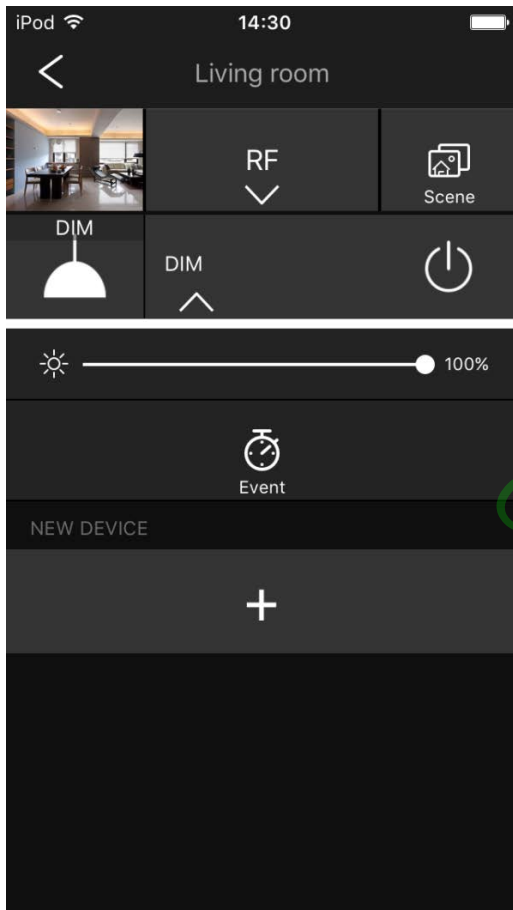 iPod 14:30
Living room
RF
Scene
DIM
DIM
100%
Event
NEW DEVICE